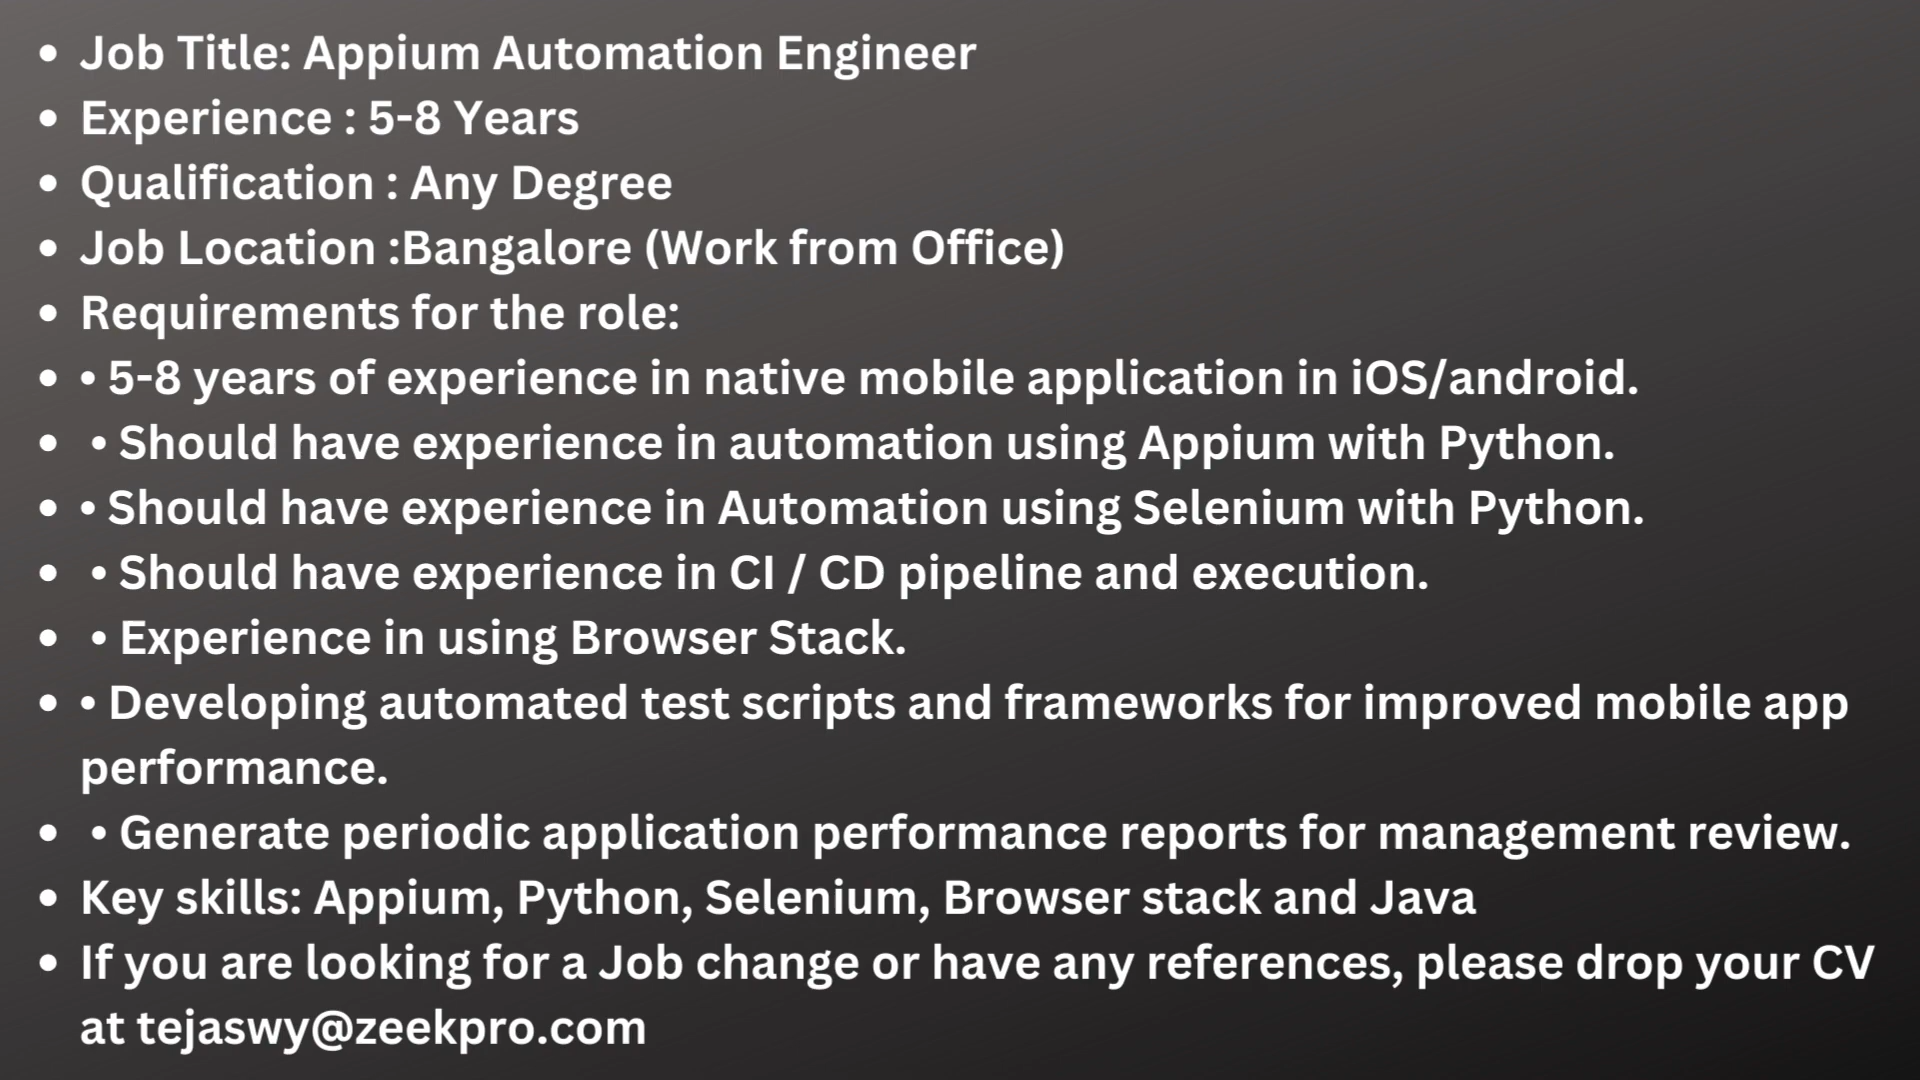 • Job Title: Appium Automation Engineer
• Experience : 5-8 Years
• Qualification : Any Degree
• Job Location :Bangalore (Work from Office)
• Requirements for the role:
• • 5-8 years of experience in native mobile application in iOS/android.
• • Should have experience in automation using Appium with Python.
• • Should have experience in Automation using Selenium with Python.
• • Should have experience in CI / CD pipeline and execution.
• • Experience in using Browser Stack.
• • Developing automated test scripts and frameworks for improved mobile app
performance.
• • Generate periodic application performance reports for management review.
• Key skills: Appium, Python, Selenium, Browser stack and Java
• If you are looking for a Job change or have any references, please drop your CV
at tejaswy@zeekpro.com